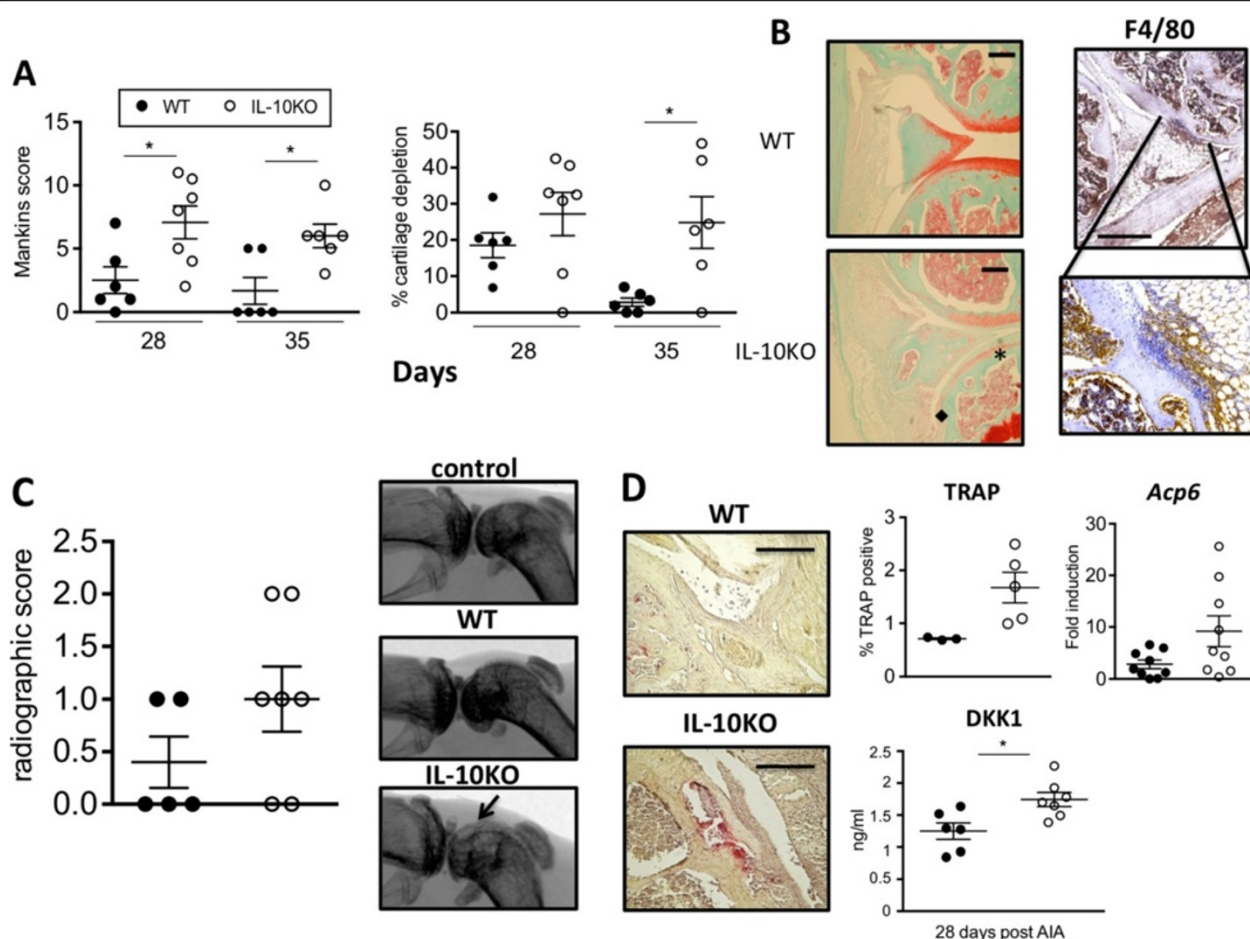 A
WT IL-10KO
Mankins score
15
10
5
0
*
*
28
35
% cartilage depletion
50
40
30
20
10
0
*
28
35
Days
B
WT
IL-10KO
*
F4/80
C
radiographic score
2.5
2.0
1.5
1.0
0.5
0.0
control
WT
IL-10KO
D
WT
IL-10KO
TRAP
% TRAP positive
3
2
1
0
Acp6
Fold induction
30
20
10
0
DKK1
ng/ml
2.5
2
1.5
1
0.5
0
*
28 days post AIA